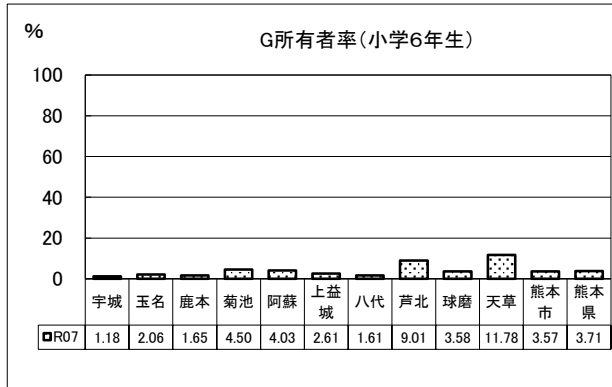 %
G所有者率(小学6年生)
100
80
60
40
20
0
宇城 玉名 鹿本 菊池 阿蘇 上益城 八代 芦北 球磨 天草 熊本市 熊本県
R07 1.18 2.06 1.65 4.50 4.03 2.61 1.61 9.01 3.58 11.78 3.57 3.71